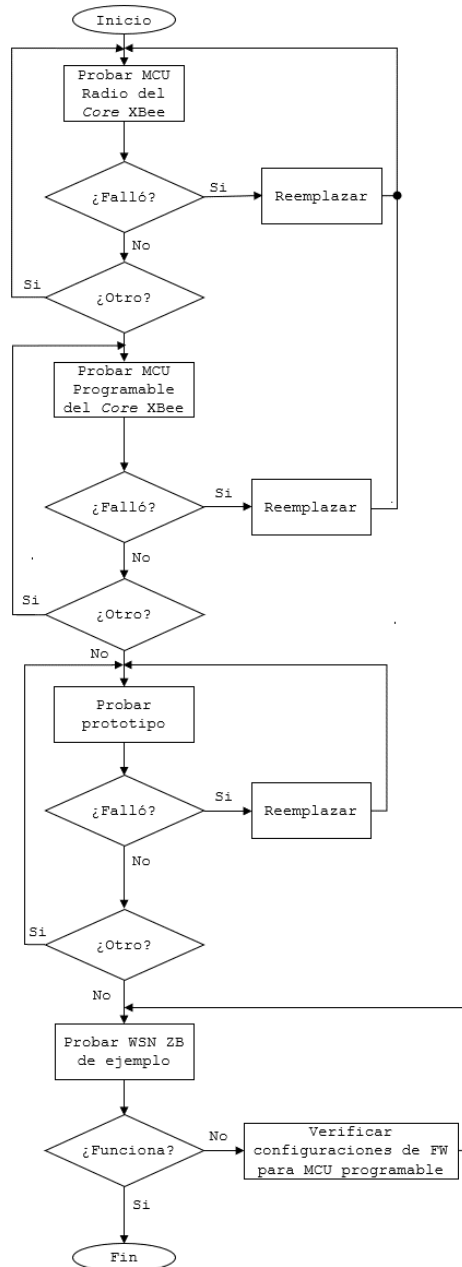 Inicio
Probar MCU
Radio del
Core XBee
¿Falló?
Si
Reemplazar
No
Si
¿Otro?
Probar MCU
Programable
del Core XBee
¿Falló?
Si
Reemplazar
No
Si
¿Otro?
No
Probar
prototipo
¿Falló?
Si
Reemplazar
No
Si
¿Otro?
No
Probar WSN ZB
de ejemplo
¿Funciona?
No
Verificar
configuraciones de FW
para MCU programable
Si
Fin